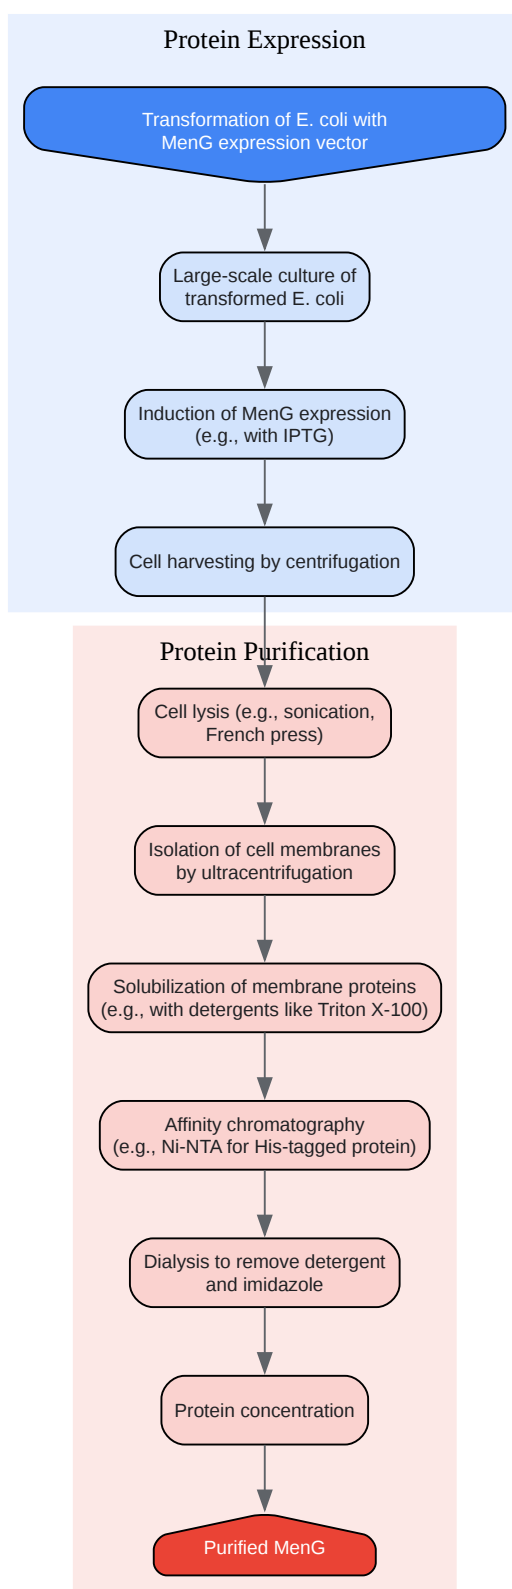 Protein Expression
Transformation of E. coli with
MenG expression vector
Large-scale culture of
transformed E. coli
Induction of MenG expression
(e.g., with IPTG)
Cell harvesting by centrifugation
Protein Purification
Cell lysis (e.g., sonication,
French press)
Isolation of cell membranes
by ultracentrifugation
Solubilization of membrane proteins
(e.g., with detergents like Triton X-100)
Affinity chromatography
(e.g., Ni-NTA for His-tagged protein)
Dialysis to remove detergent
and imidazole
Protein concentration
Purified MenG